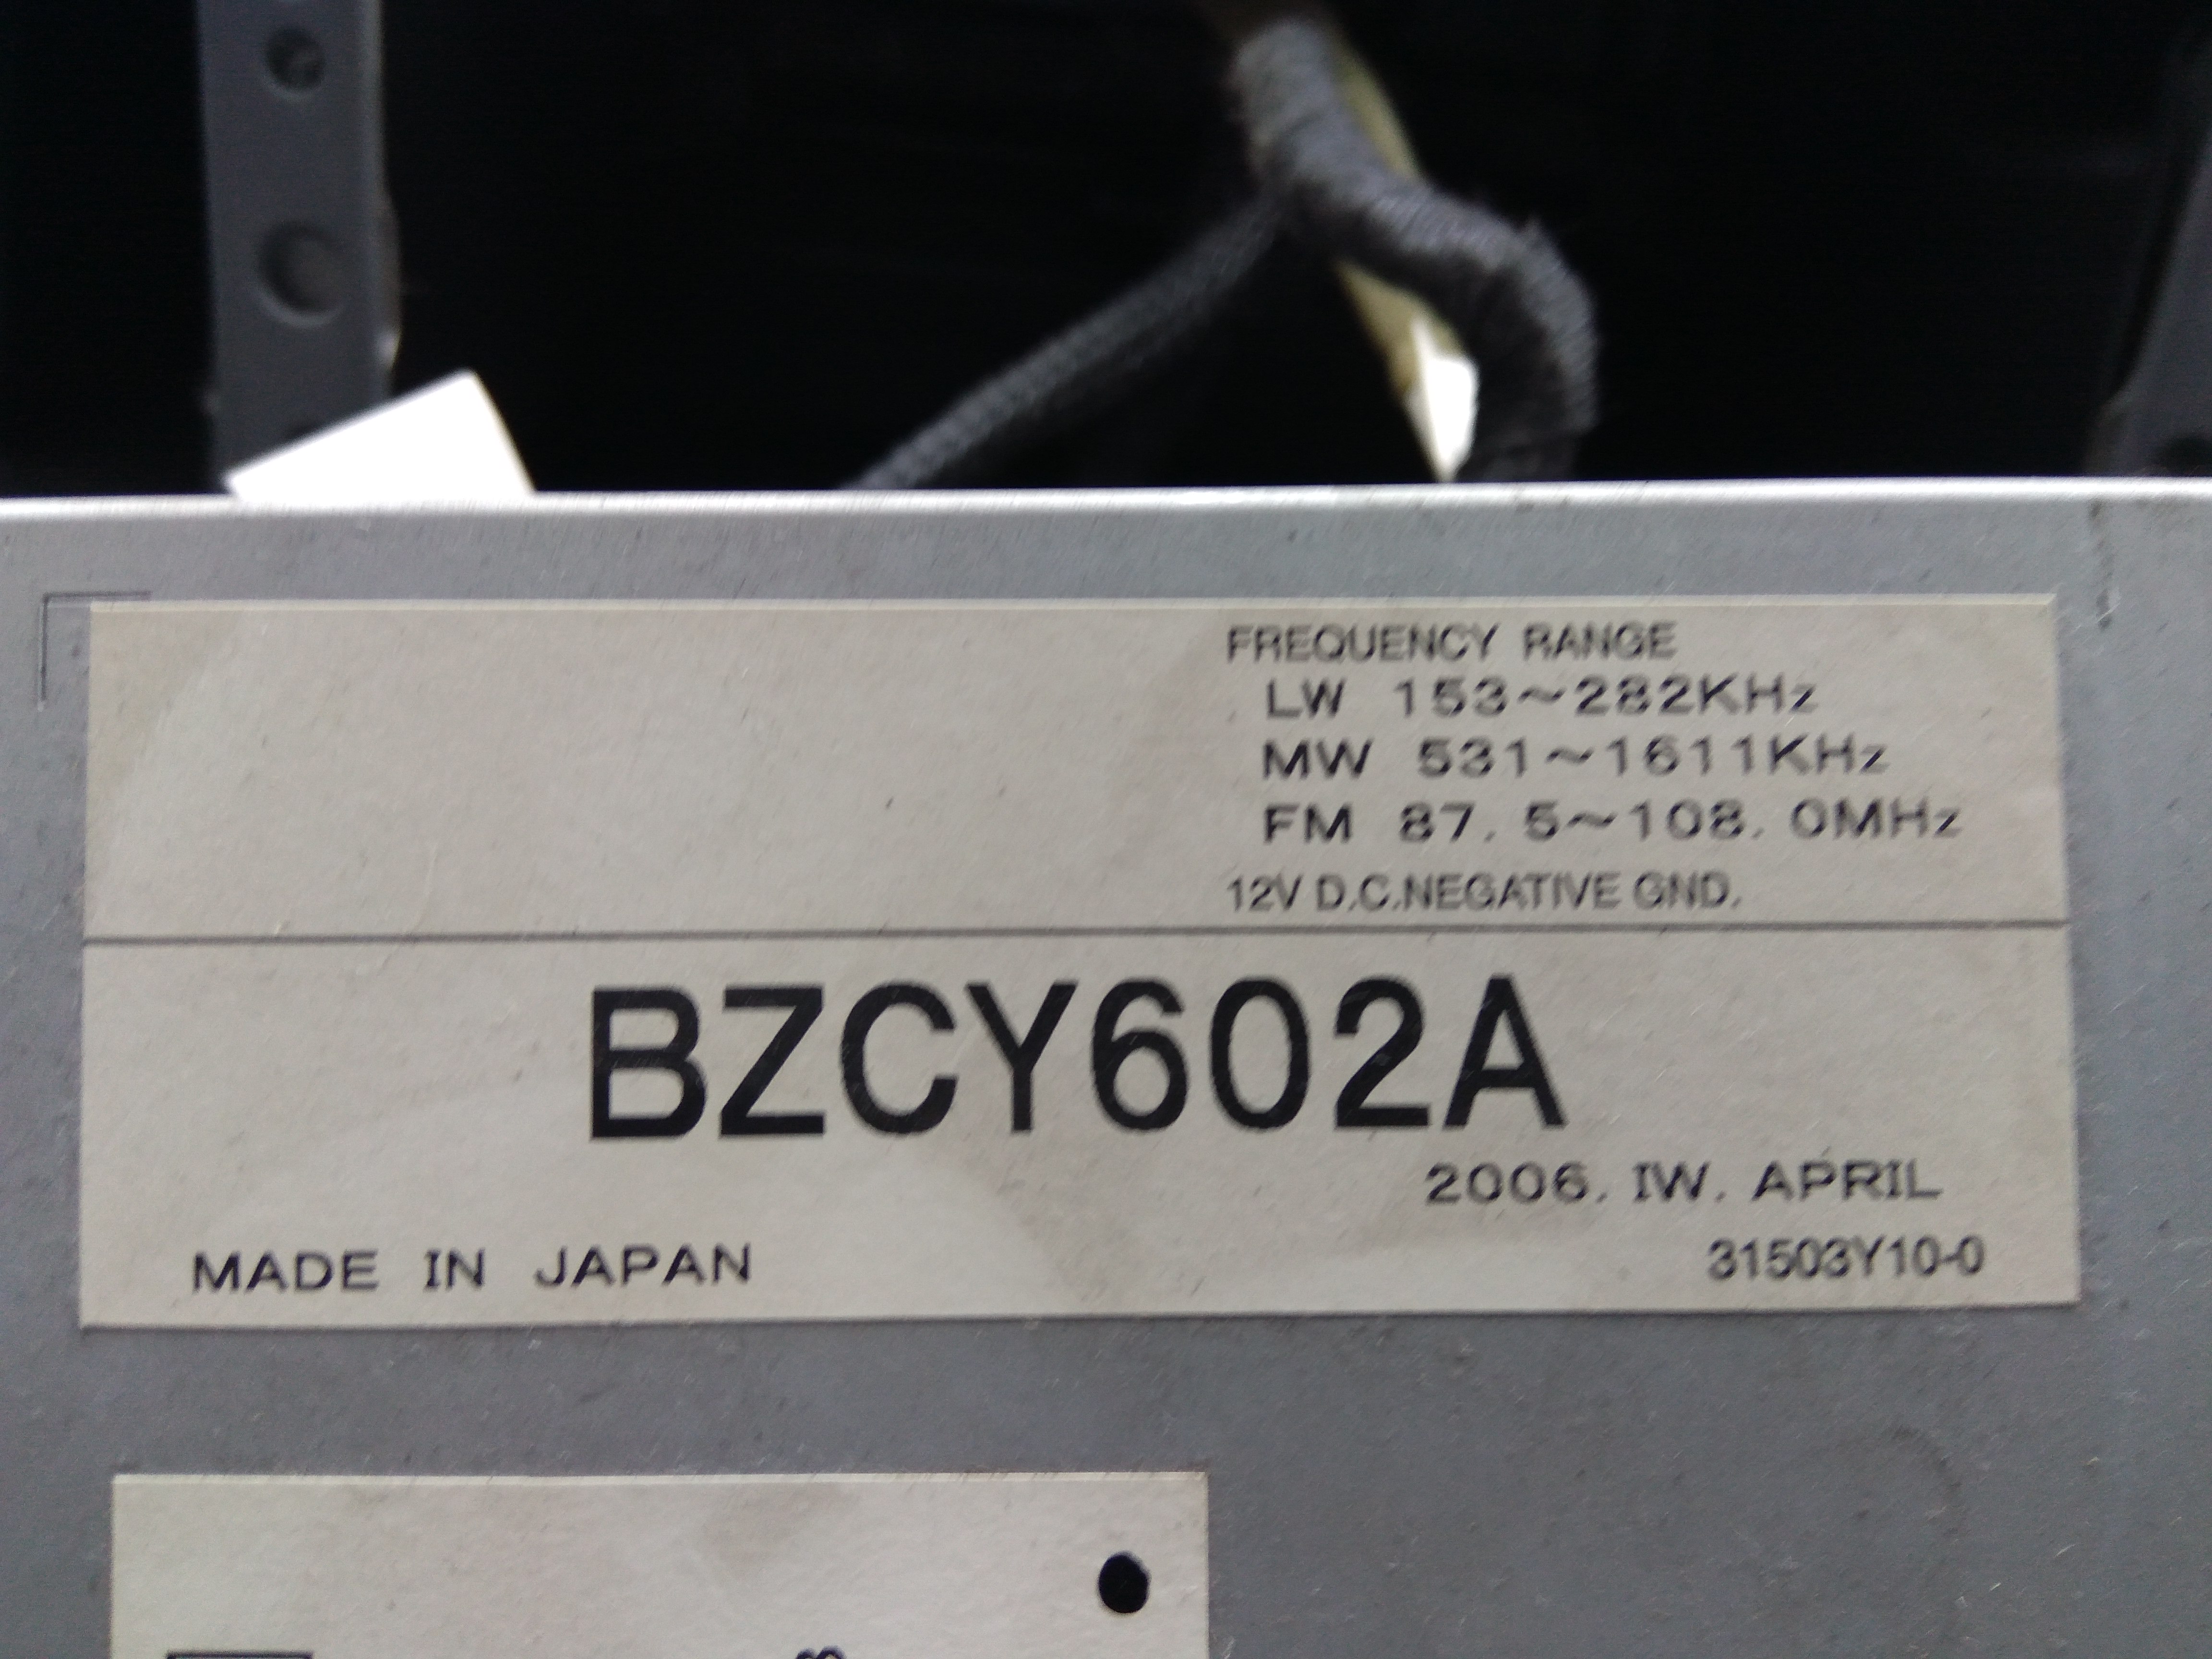 FREQUENCY RANGE
LW 153~282KHz
MW 531~1611KHz
FM 87.5~108.0MHz
12V D.C.NEGATIVE GND.
BZCY602A
2006. IW. APRIL
MADE IN JAPAN
31503Y10-0